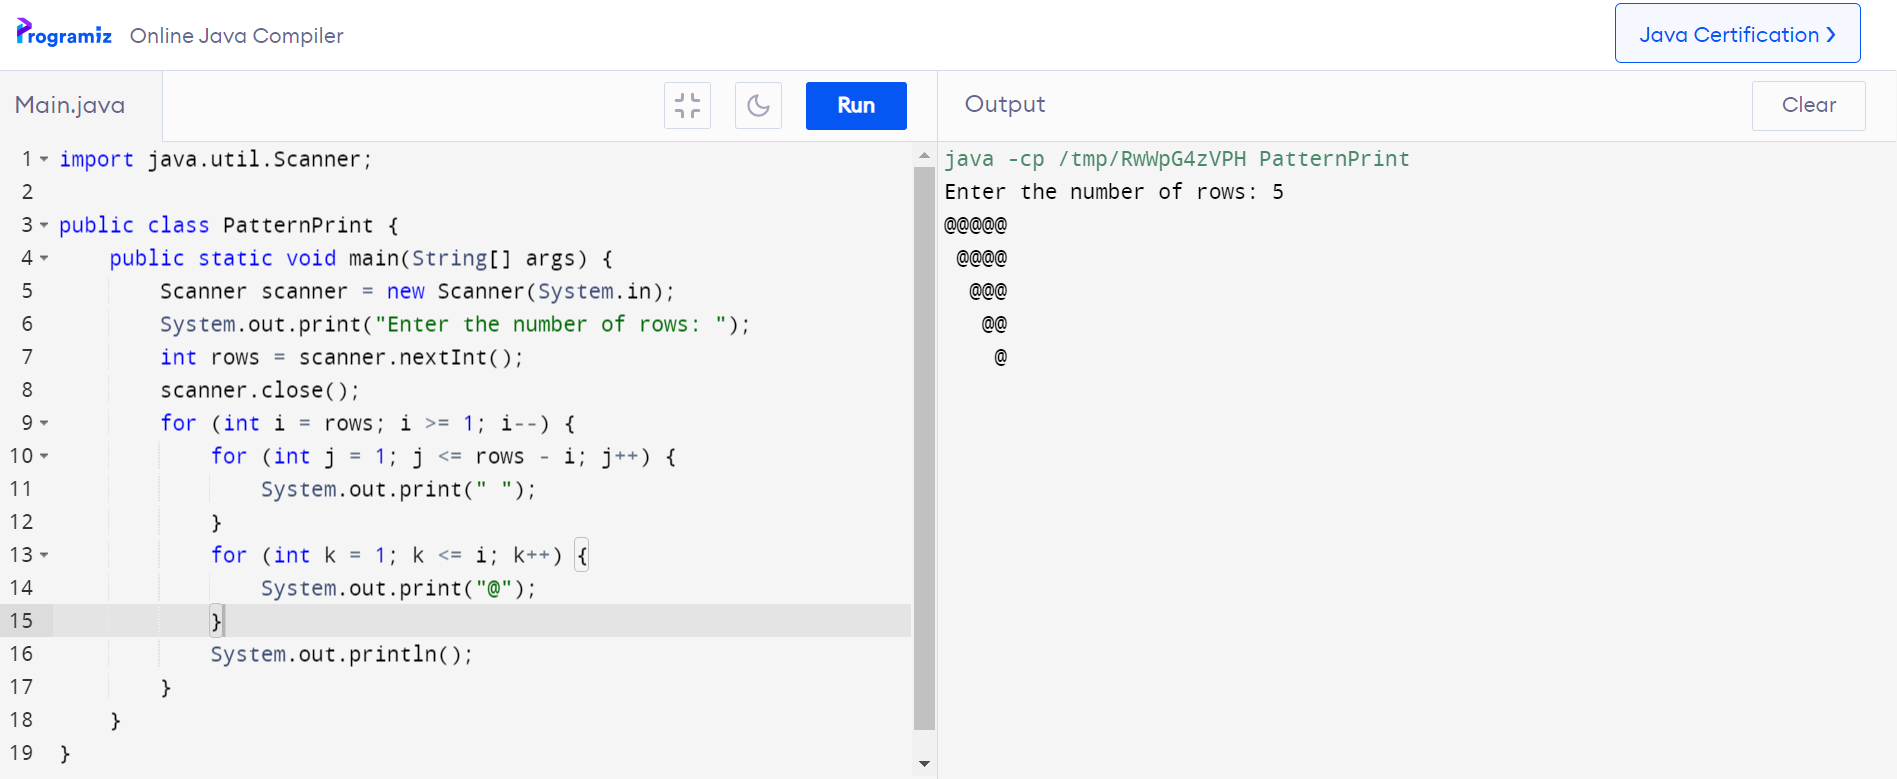 Programiz Online Java Compiler
Java Certification ❯
Main.java
Run
Output
Clear
1 import java.util.Scanner;
2
3 public class PatternPrint {
4     public static void main(String[] args) {
5         Scanner scanner = new Scanner(System.in);
6         System.out.print("Enter the number of rows: ");
7         int rows = scanner.nextInt();
8         scanner.close();
9         for (int i = rows; i >= 1; i--) {
10             for (int j = 1; j <= rows - i; j++) {
11                 System.out.print(" ");
12             }
13             for (int k = 1; k <= i; k++) {
14                 System.out.print("@");
15             }
16             System.out.println();
17         }
18     }
19 }
java -cp /tmp/RwWpG4zVPH PatternPrint
Enter the number of rows: 5
@@@@@
 @@@@
  @@@
   @@
    @